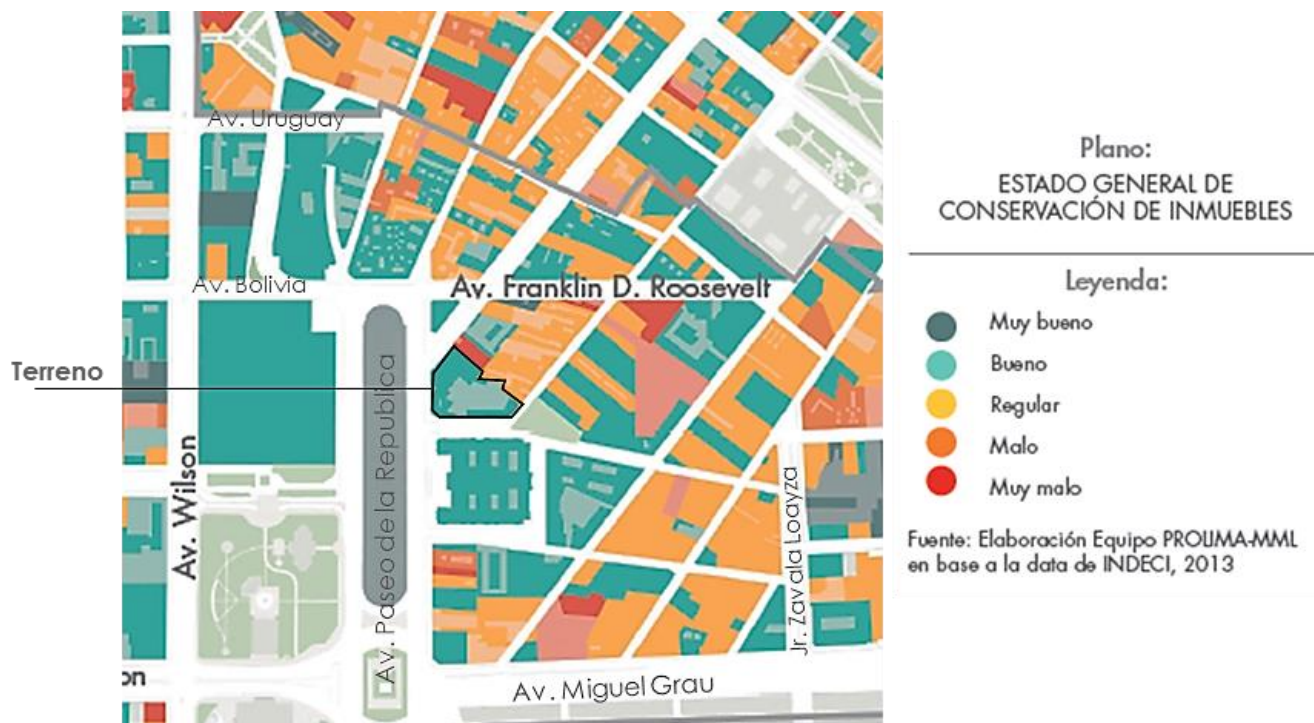 Av. Uruguay
Av. Bolivia
Av. Franklin D. Roosevelt
Terreno
Av. Wilson
Av. Paseo de la Republica
Jr. Zavala Loayza
on
Av. Miguel Grau
Plano:
ESTADO GENERAL DE
CONSERVACIÓN DE INMUEBLES
Leyenda:
Muy bueno
Bueno
Regular
Malo
Muy malo
Fuente: Elaboración Equipo PROLIMA-MML
en base a la data de INDECI, 2013